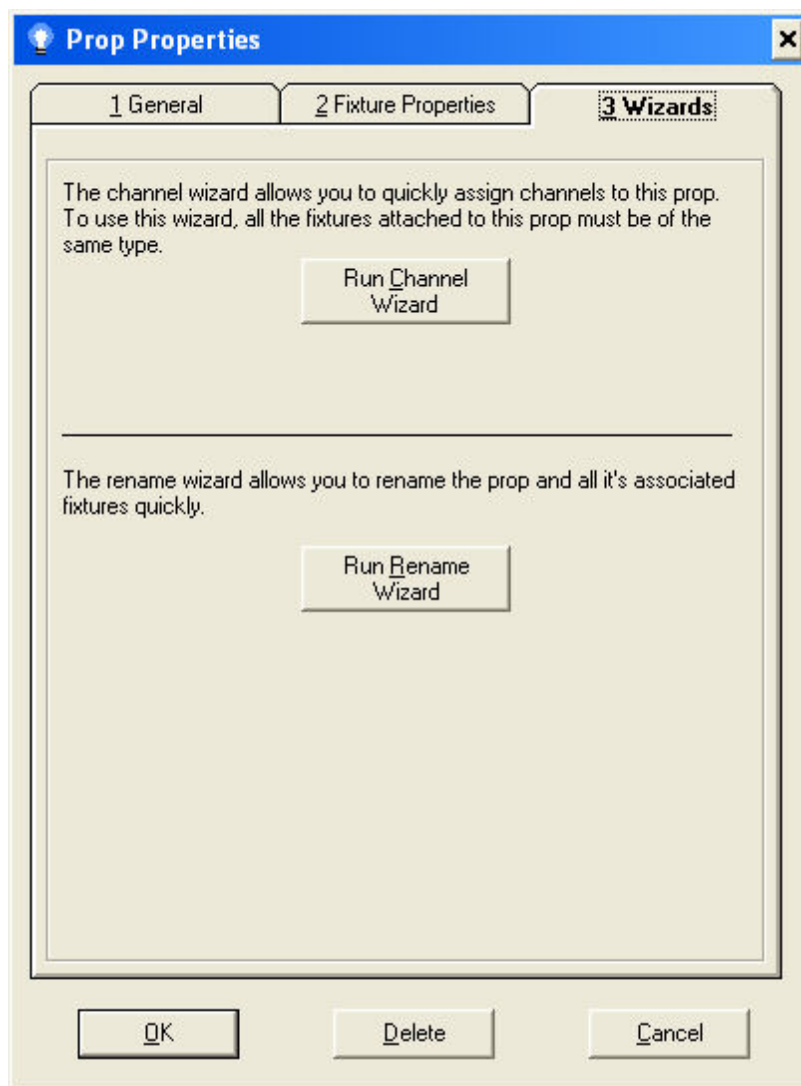 Prop Properties
1 General
2 Fixture Properties
3 Wizards
The channel wizard allows you to quickly assign channels to this prop.
To use this wizard, all the fixtures attached to this prop must be of the
same type.
Run Channel
Wizard
The rename wizard allows you to rename the prop and all it's associated
fixtures quickly.
Run Rename
Wizard
OK
Delete
Cancel